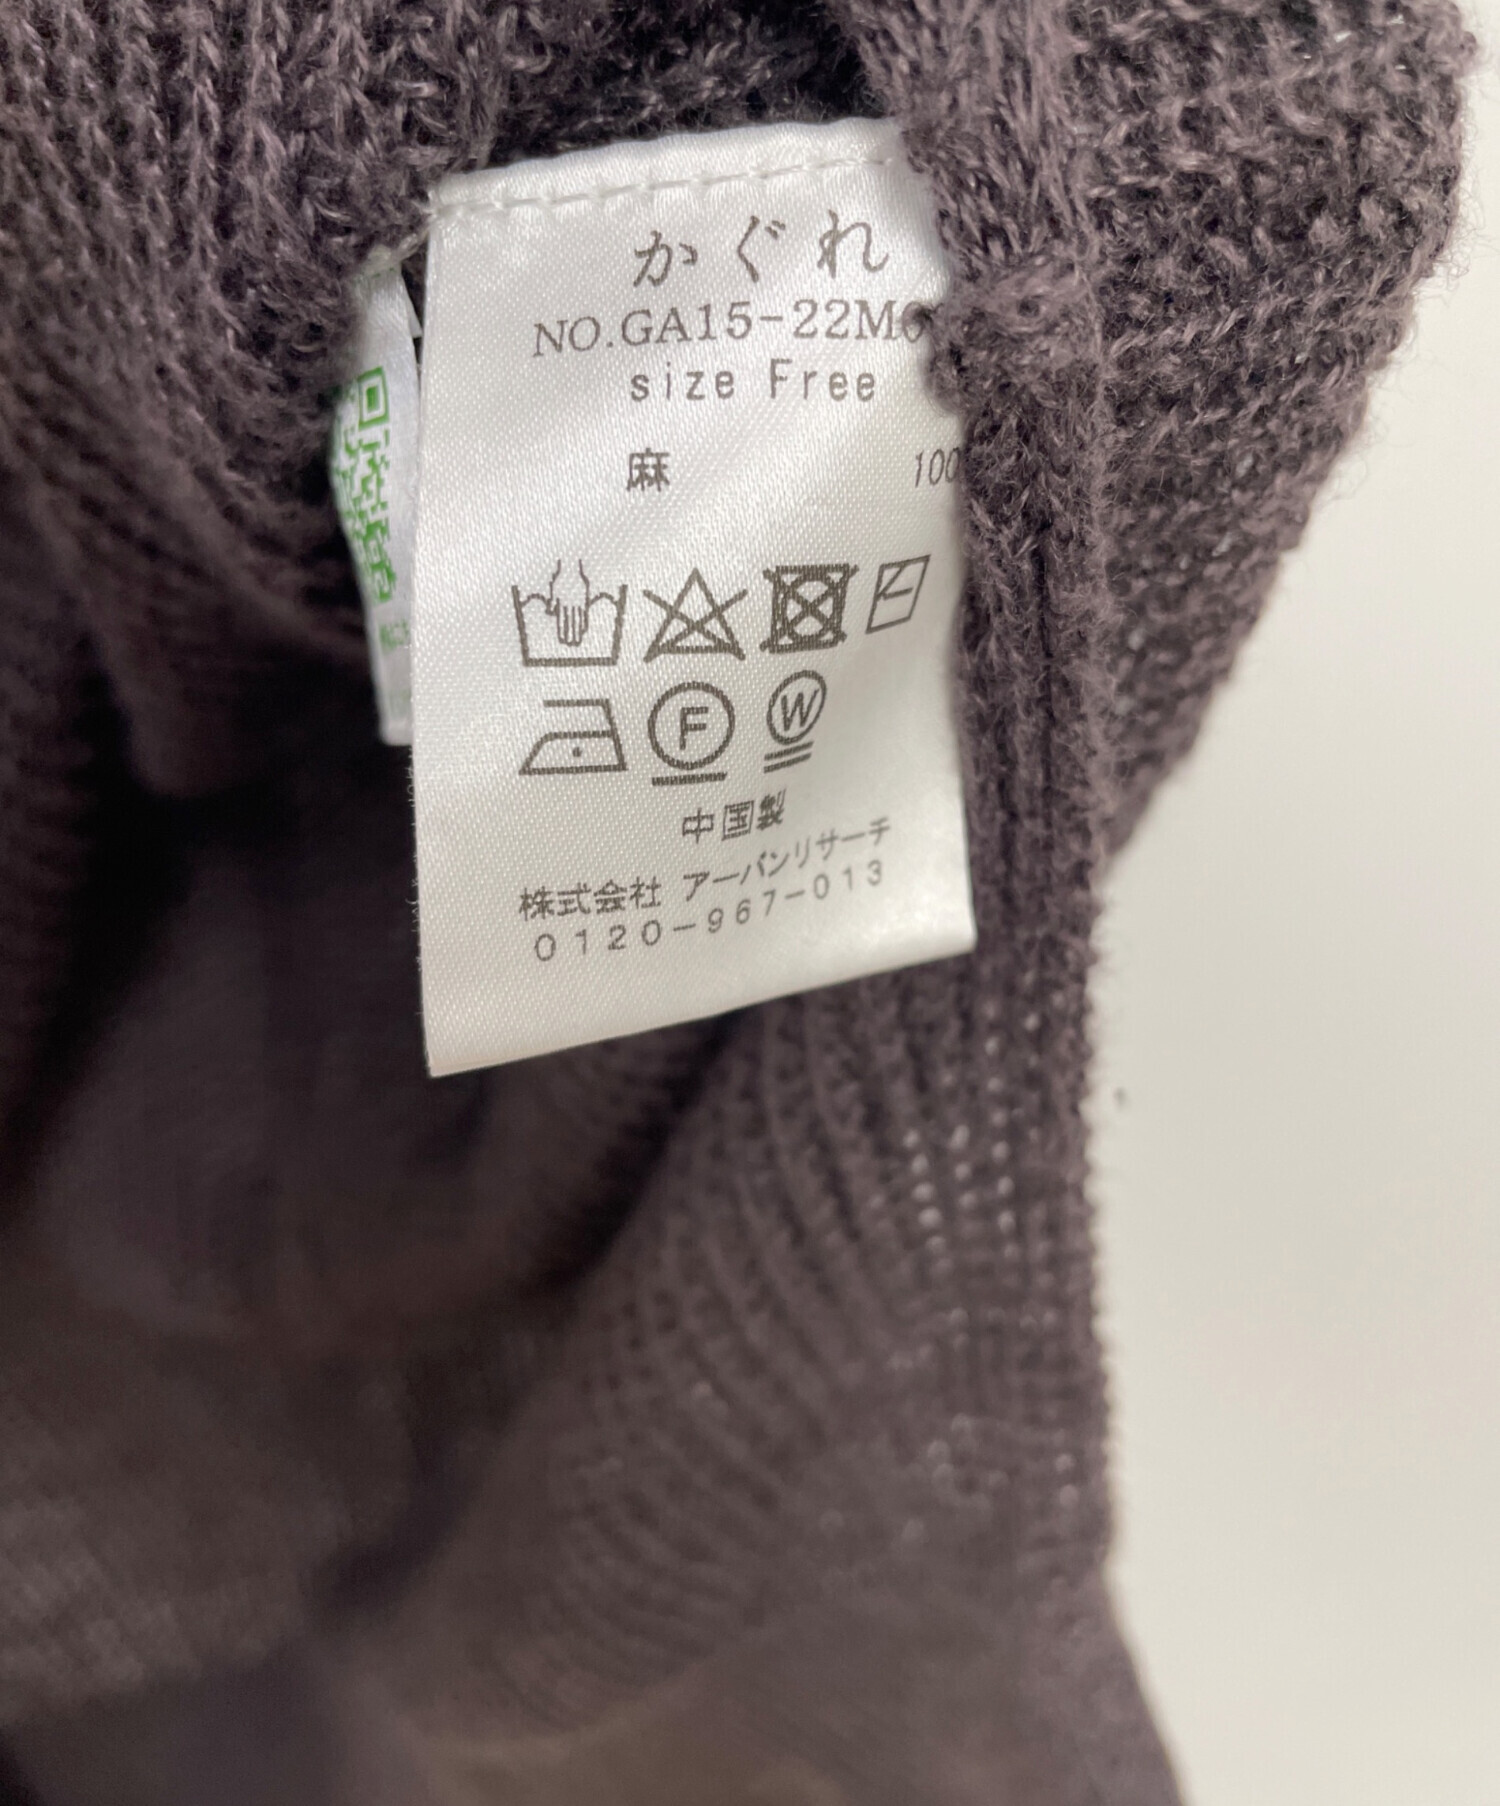 かぐれ
NO.GA15-22M
size Free
麻 100
F W
中国製
株式会社 アーバンリサーチ
0120-967-013